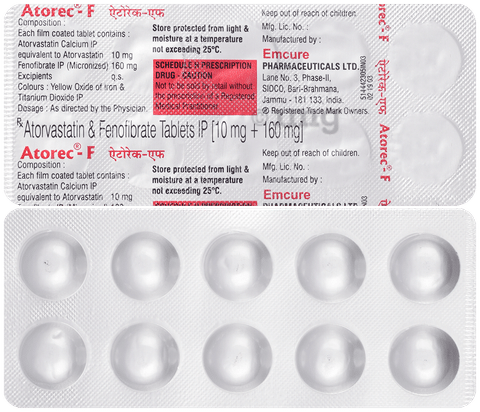 Atorec®-F ऐटोरेक-एफ
Composition :
Each film coated tablet contains :
Atorvastatin Calcium IP
equivalent to Atorvastatin 10 mg
Fenofibrate IP (Micronized) 160 mg
Excipients q.s.
Colours : Yellow Oxide of Iron &
Titanium Dioxide IP
Dosage : As directed by the Physician.
Store protected from light &
moisture at a temperature
not exceeding 25°C.
SCHEDULE H PRESCRIPTION
DRUG - CAUTION
Not to be sold by retail without
the prescription of a Registered
Medical Practitioner.
Keep out of reach of children.
Mfg. Lic. No. :
Manufactured by :
Emcure
PHARMACEUTICALS LTD.
Lane No. 3, Phase-II,
SIDCO, Bari-Brahmana,
Jammu - 181 133, INDIA.
® Registered Trade Mark Owners.
Atorec®-F ऐटोरेक-एफ
Rx Atorvastatin & Fenofibrate Tablets IP [10 mg + 160 mg]
Atorec®-F ऐटोरेक-एफ
Composition :
Each film coated tablet contains :
Atorvastatin Calcium IP
equivalent to Atorvastatin 10 mg
Store protected from light &
moisture at a temperature
not exceeding 25°C.
Keep out of reach of children.
Mfg. Lic. No. :
Manufactured by :
Emcure
PHARMACEUTICALS LTD